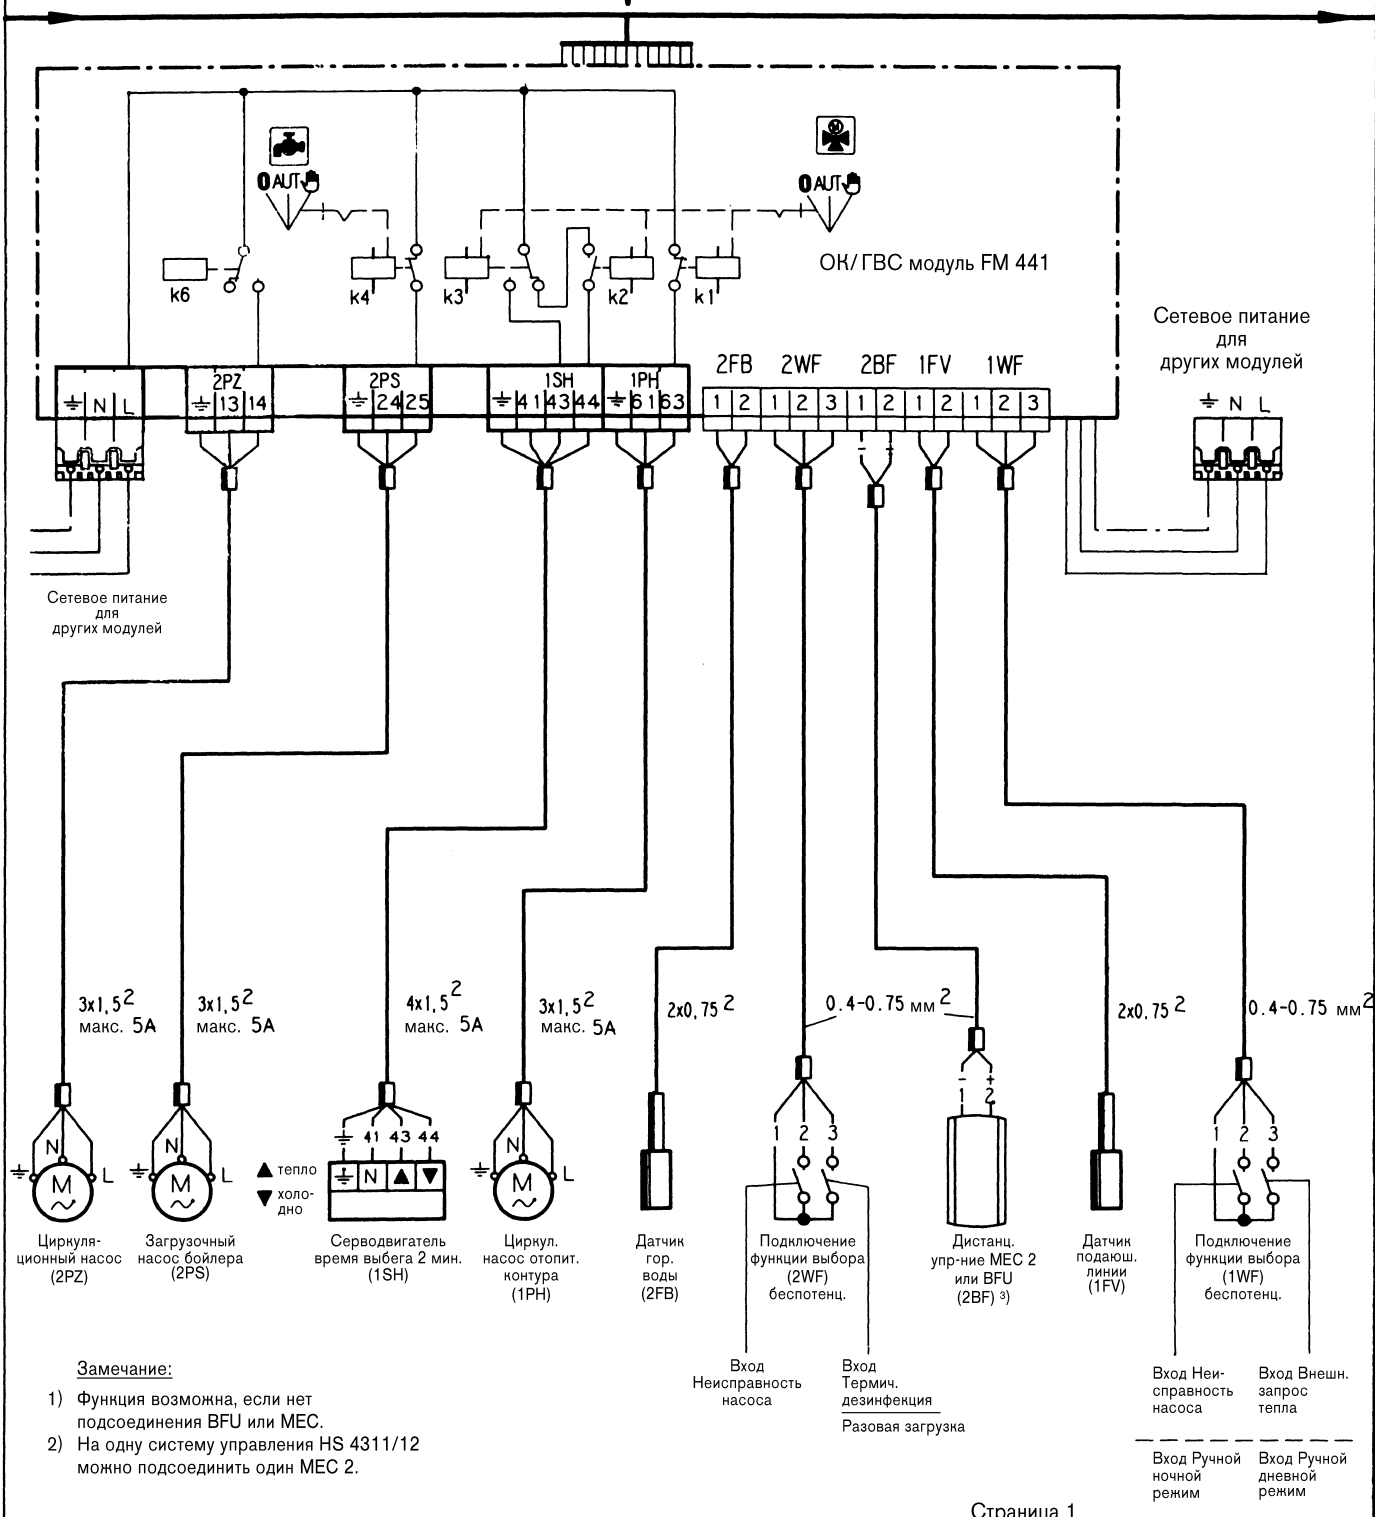 0 AUT
0 AUT
k6
k4
k3
k2
k1
ОК/ГВС модуль FM 441
Сетевое питание
для
других модулей
N L
N L
2PZ
13 14
2PS
24 25
1SH
41 43 44
1PH
61 63
2FB 2WF 2BF 1FV 1WF
1 2 1 2 3 1 2 1 2 1 2 3
- +
Сетевое питание
для
других модулей
3x1,5 2
макс. 5A
3x1,5 2
макс. 5A
4x1,5 2
макс. 5A
3x1,5 2
макс. 5A
2x0,75 2
0.4-0.75 мм 2
2x0,75 2
0.4-0.75 мм 2
N
M
L
N
M
L
41 43 44
N
▲ тепло
▼ холо-
дно
N
M
L
1 2 3
- +
1 2
1 2 3
Циркуля-
ционный насос
(2PZ)
Загрузочный
насос бойлера
(2PS)
Серводвигатель
время выбега 2 мин.
(1SH)
Циркул.
насос отопит.
контура
(1PH)
Датчик
гор.
воды
(2FB)
Подключение
функции выбора
(2WF)
беспотенц.
Дистанц.
упр-ние MEC 2
или BFU
(2BF) 3)
Датчик
подаюш.
линии
(1FV)
Подключение
функции выбора
(1WF)
беспотенц.
Вход
Неисправность
насоса
Вход
Термич.
дезинфекция
Разовая загрузка
Вход Неи-
справность
насоса
Вход Внешн.
запрос
тепла
Вход Ручной
ночной
режим
Вход Ручной
дневной
режим
Замечание:
1) Функция возможна, если нет
подсоединения BFU или MEC.
2) На одну систему управления HS 4311/12
можно подсоединить один MEC 2.
Страница 1